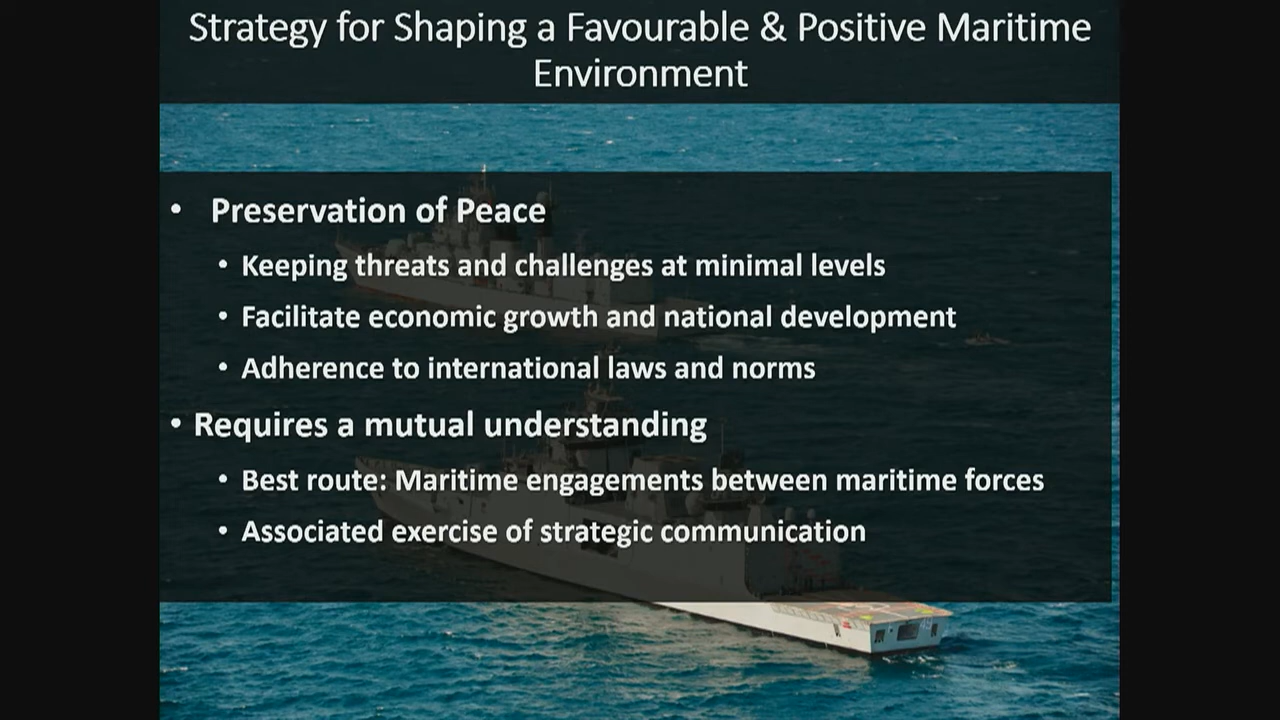 Strategy for Shaping a Favourable & Positive Maritime
Environment
• Preservation of Peace
• Keeping threats and challenges at minimal levels
• Facilitate economic growth and national development
• Adherence to international laws and norms
• Requires a mutual understanding
• Best route: Maritime engagements between maritime forces
• Associated exercise of strategic communication